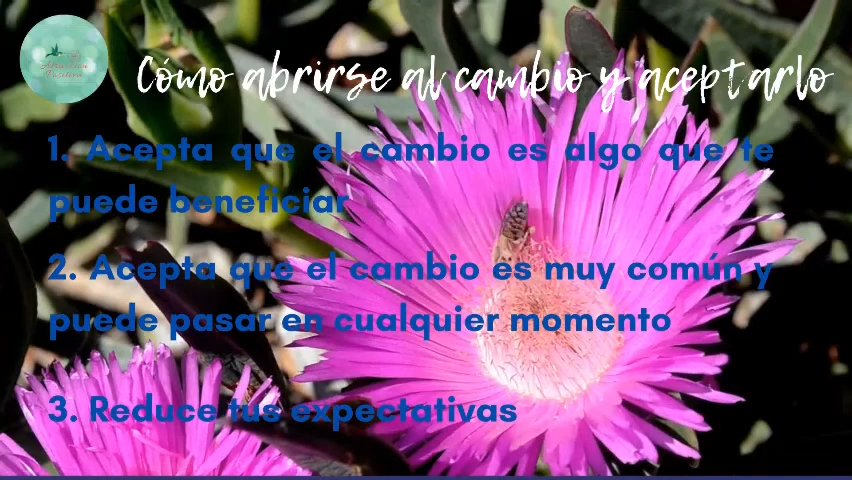 Cómo abrirse al cambio y aceptarlo
1. Acepta que el cambio es algo que te
puede beneficiar
2. Acepta que el cambio es muy común y
puede pasar en cualquier momento
3. Reduce tus expectativas